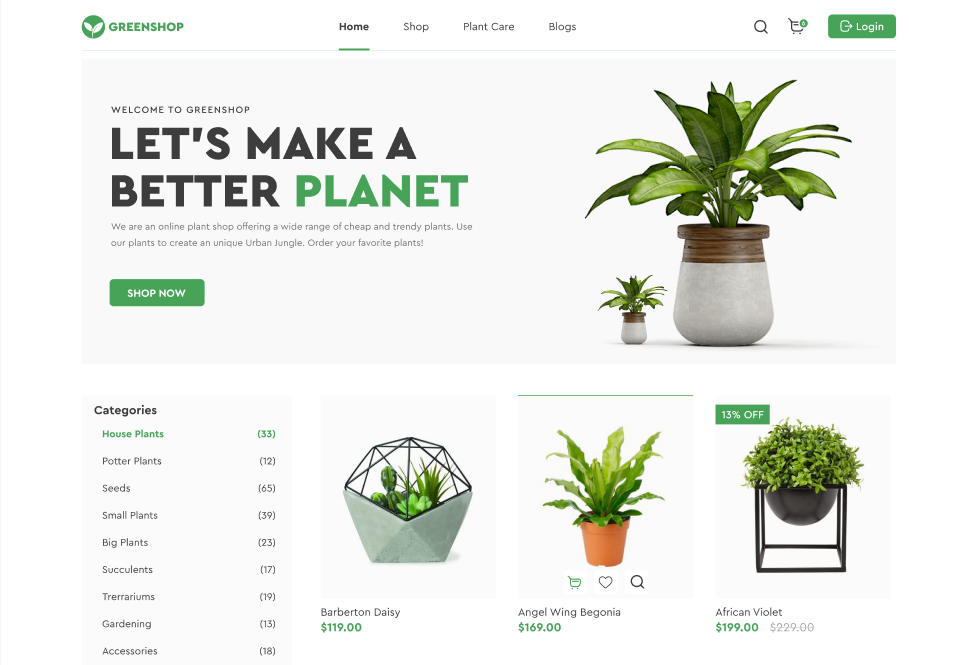 GREENSHOP
Home Shop Plant Care Blogs
6
Login
WELCOME TO GREENSHOP
LET'S MAKE A
BETTER PLANET
We are an online plant shop offering a wide range of cheap and trendy plants. Use
our plants to create an unique Urban Jungle. Order your favorite plants!
SHOP NOW
Categories
House Plants (33)
Potter Plants (12)
Seeds (65)
Small Plants (39)
Big Plants (23)
Succulents (17)
Trerrariums (19)
Gardening (13)
Accessories (18)
Barberton Daisy
$119.00
Angel Wing Begonia
$169.00
13% OFF
African Violet
$199.00 $229.00